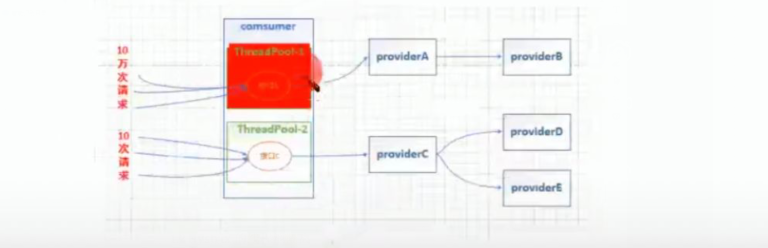 comsumer
ThreadPool-1
10
万
次
请
求
providerA
providerB
ThreadPool-2
10
次
请
求
providerC
providerD
providerE